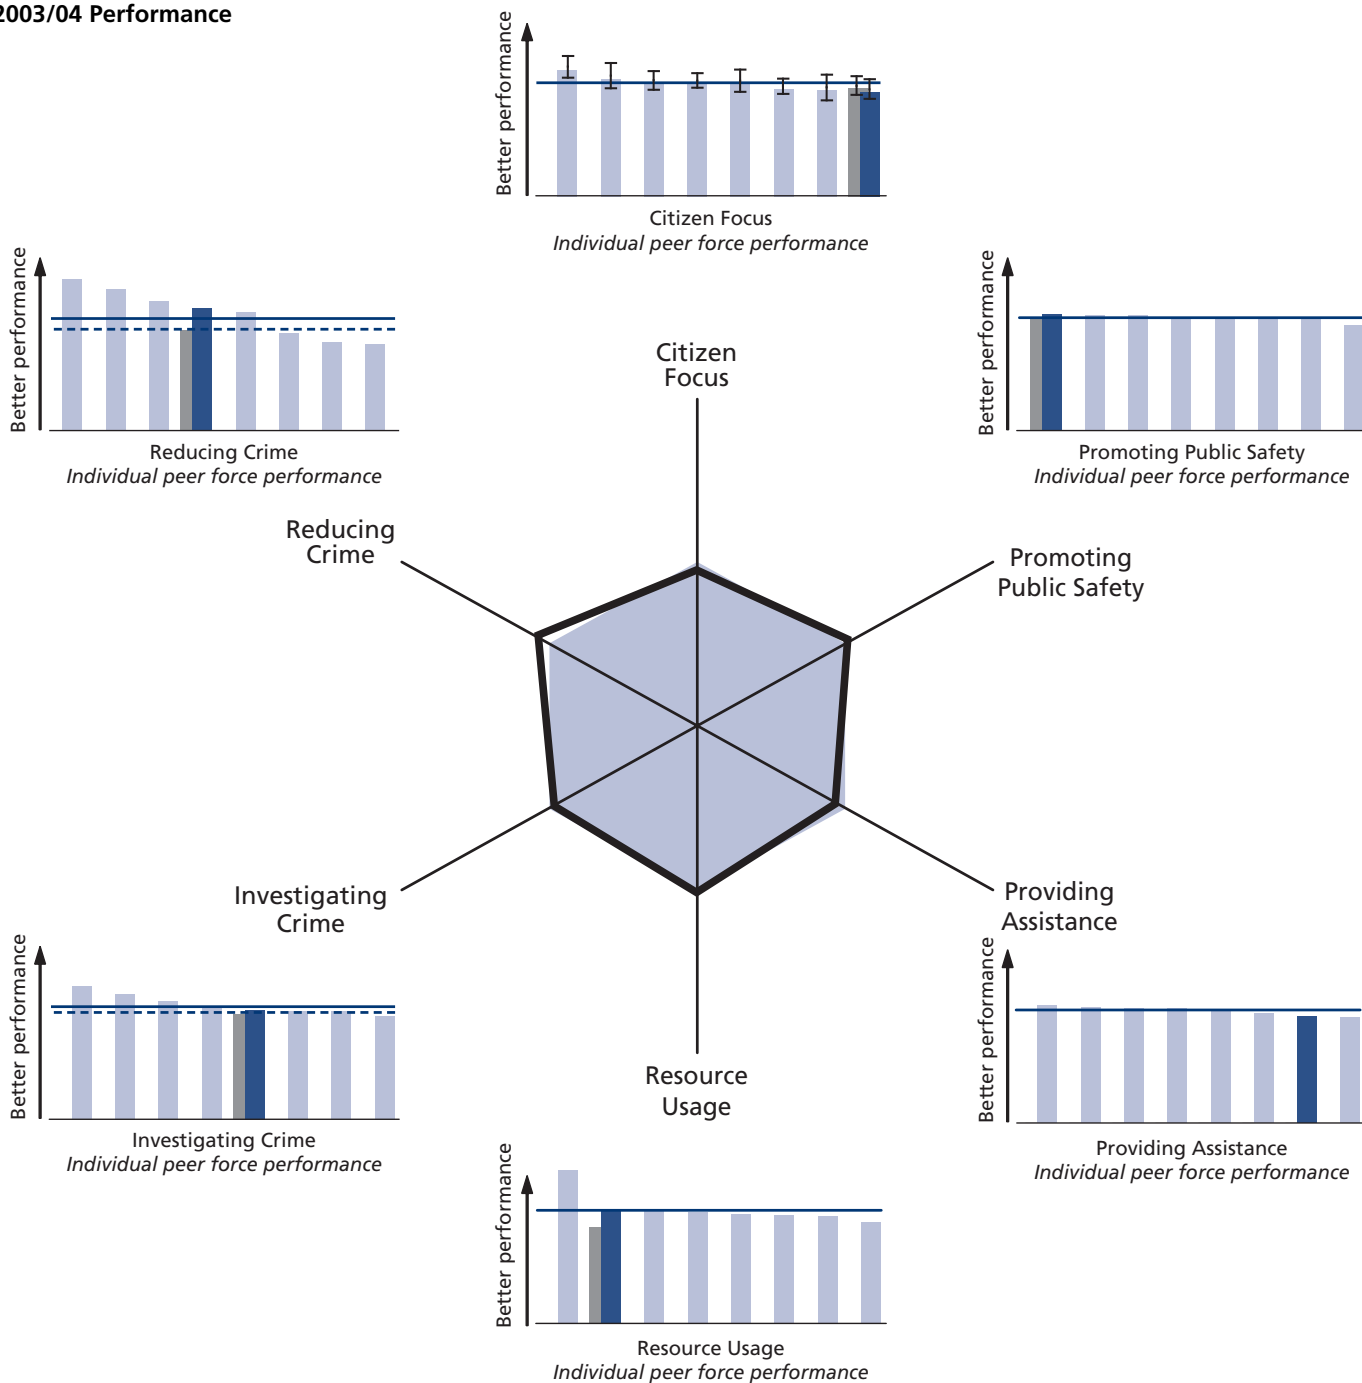 2003/04 Performance
Better performance
Citizen Focus
Individual peer force performance
Better performance
Reducing Crime
Individual peer force performance
Better performance
Promoting Public Safety
Individual peer force performance
Citizen
Focus
Reducing
Crime
Promoting
Public Safety
Investigating
Crime
Providing
Assistance
Resource
Usage
Better performance
Investigating Crime
Individual peer force performance
Better performance
Providing Assistance
Individual peer force performance
Better performance
Resource Usage
Individual peer force performance